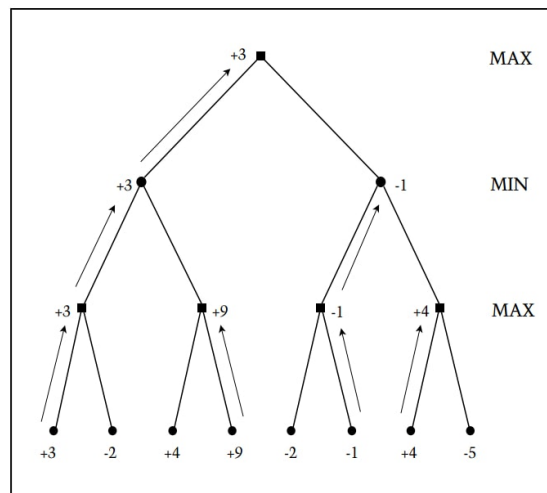 +3 MAX
+3 -1 MIN
+3 +9 -1 +4 MAX
+3 -2 +4 +9 -2 -1 +4 -5